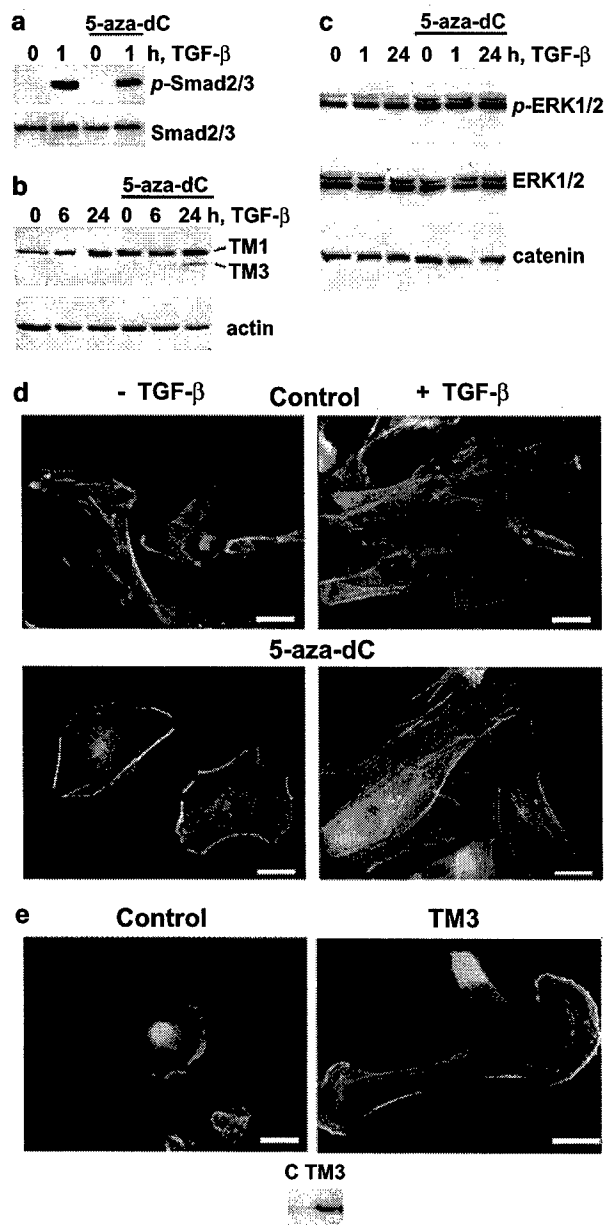 a
5-aza-dC
0 1 0 1 h, TGF-β
p-Smad2/3
Smad2/3
b
5-aza-dC
0 6 24 0 6 24 h, TGF-β
TM1
TM3
actin
c
5-aza-dC
0 1 24 0 1 24 h, TGF-β
p-ERK1/2
ERK1/2
catenin
d
- TGF-β Control + TGF-β
5-aza-dC
e
Control TM3
C TM3